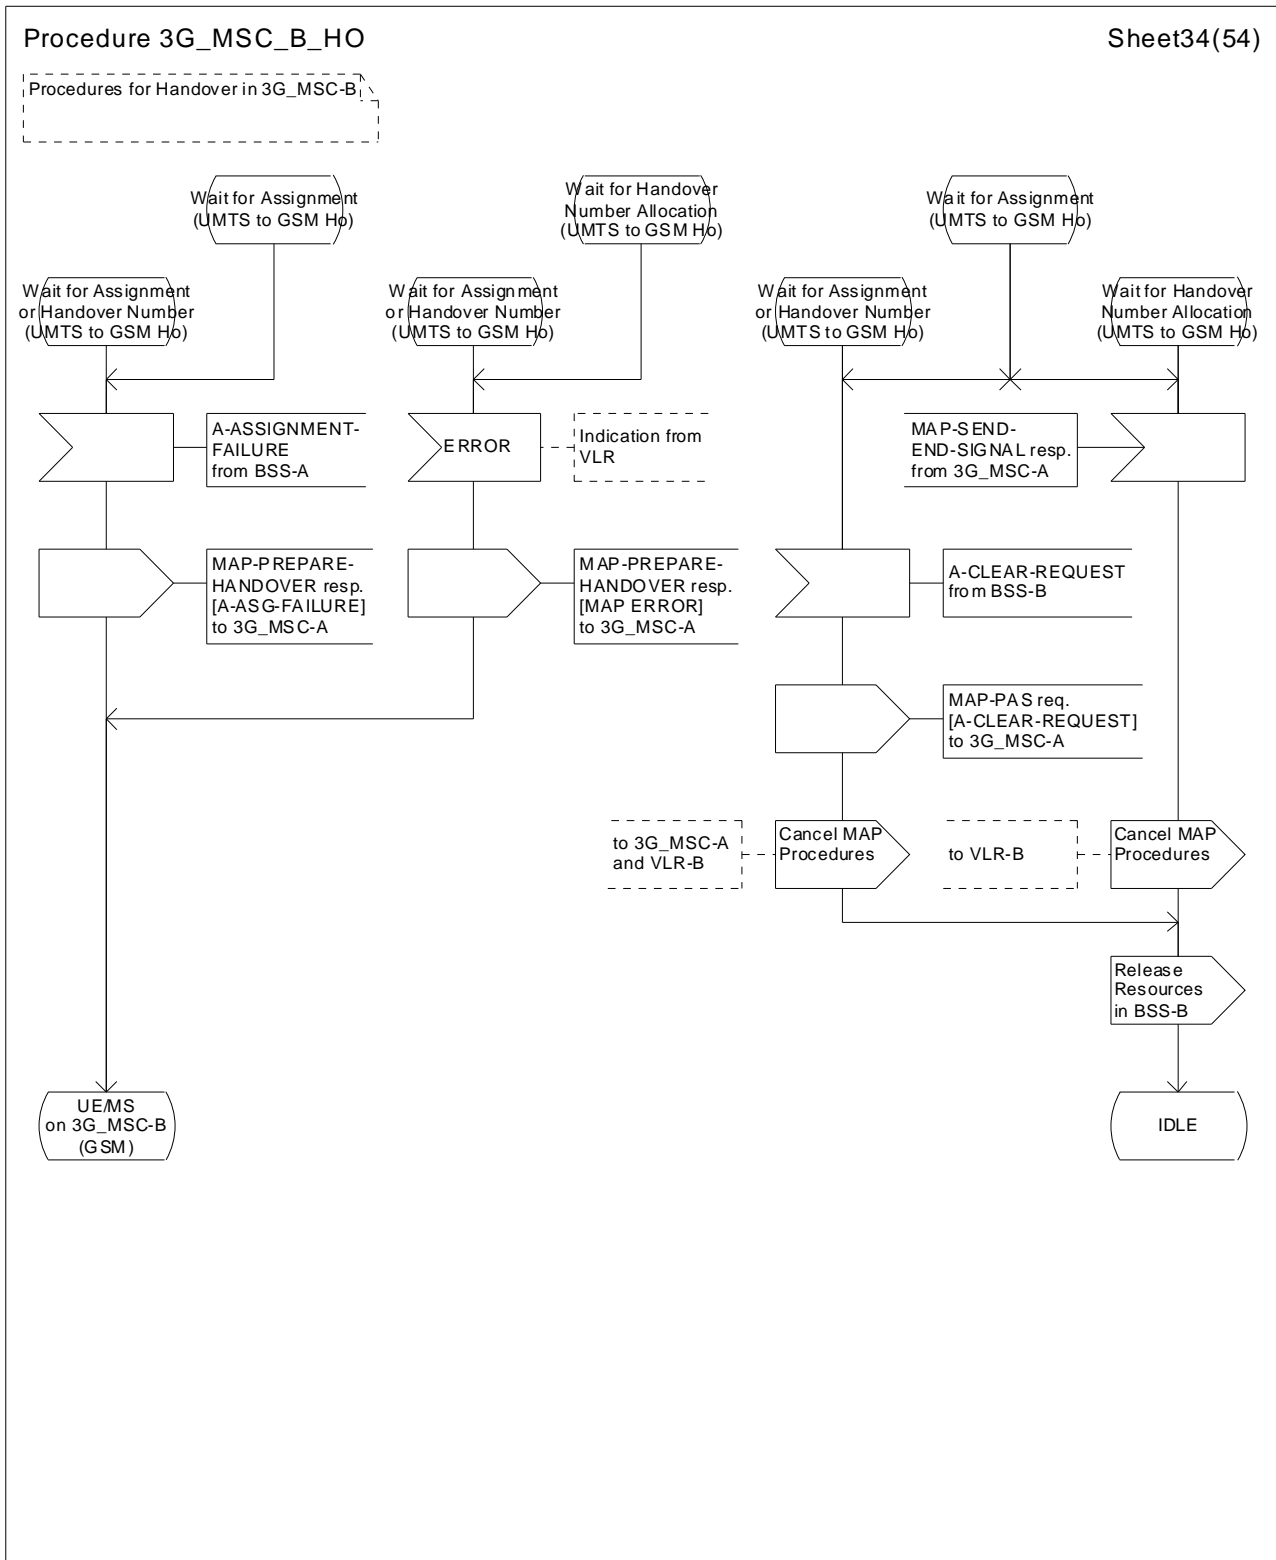 Procedure 3G_MSC_B_HO
Sheet34(54)
Procedures for Handover in 3G_MSC-B
Wait for Assignment
(UMTS to GSM Ho)
Wait for Handover
Number Allocation
(UMTS to GSM Ho)
Wait for Assignment
(UMTS to GSM Ho)
Wait for Assignment
or Handover Number
(UMTS to GSM Ho)
Wait for Assignment
or Handover Number
(UMTS to GSM Ho)
Wait for Assignment
or Handover Number
(UMTS to GSM Ho)
Wait for Handover
Number Allocation
(UMTS to GSM Ho)
A-ASSIGNMENT-
FAILURE
from BSS-A
ERROR
Indication from
VLR
MAP-SEND-
END-SIGNAL resp.
from 3G_MSC-A
MAP-PREPARE-
HANDOVER resp.
[A-ASG-FAILURE]
to 3G_MSC-A
MAP-PREPARE-
HANDOVER resp.
[MAP ERROR]
to 3G_MSC-A
A-CLEAR-REQUEST
from BSS-B
MAP-PAS req.
[A-CLEAR-REQUEST]
to 3G_MSC-A
to 3G_MSC-A
and VLR-B
Cancel MAP
Procedures
to VLR-B
Cancel MAP
Procedures
Release
Resources
in BSS-B
UE/MS
on 3G_MSC-B
(GSM)
IDLE